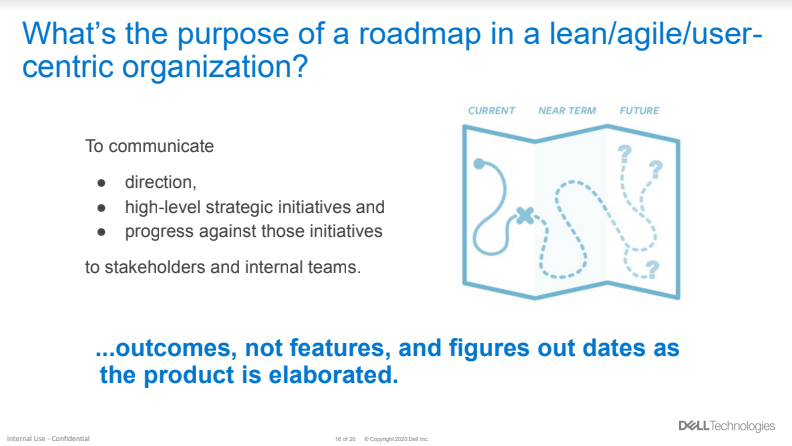 What’s the purpose of a roadmap in a lean/agile/user-
centric organization?
CURRENT NEAR TERM FUTURE
To communicate
● direction,
● high-level strategic initiatives and
● progress against those initiatives
to stakeholders and internal teams.
? ?
?
...outcomes, not features, and figures out dates as
the product is elaborated.
Internal Use - Confidential
16 of 20 © Copyright 2020 Dell Inc.
DELLTechnologies